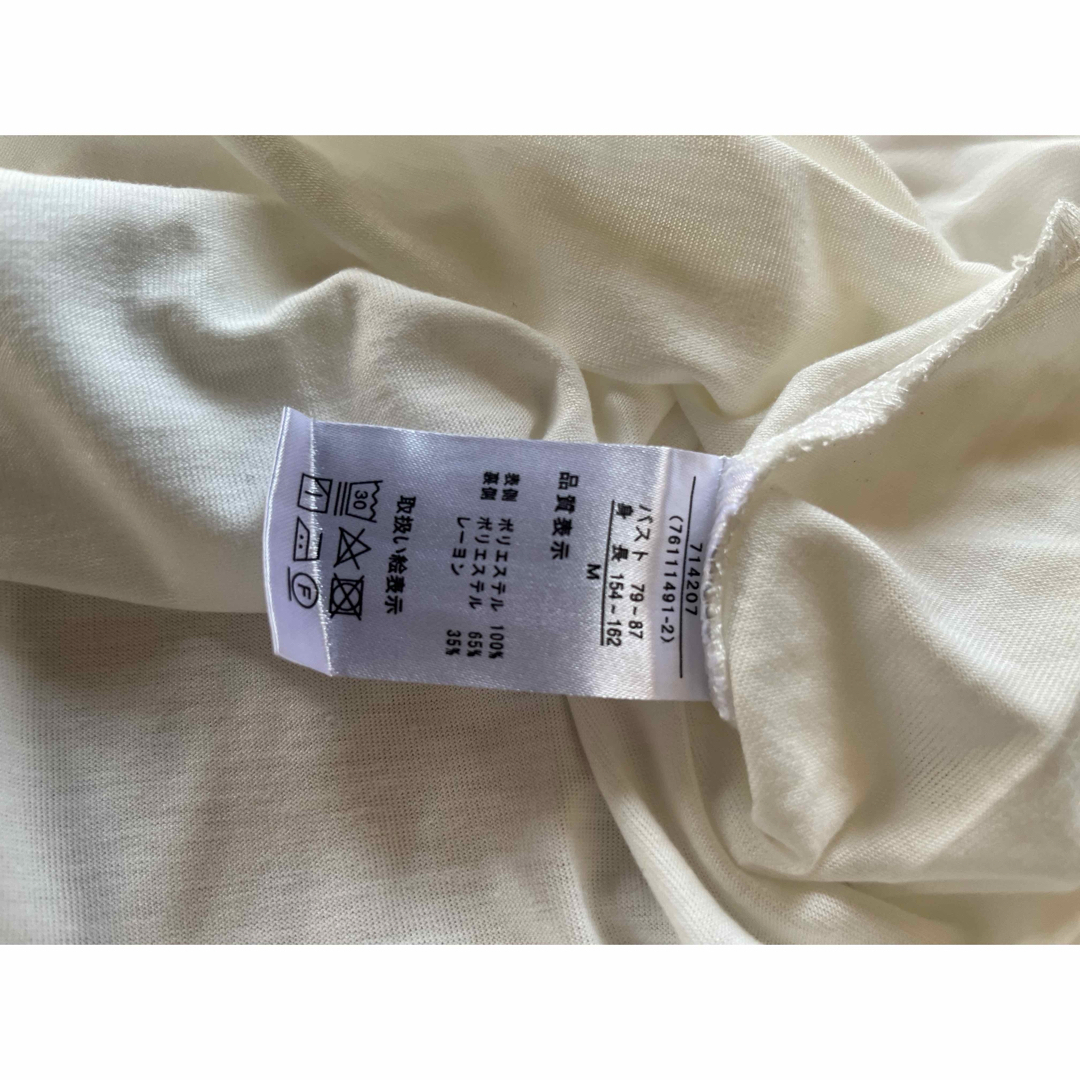 714207
(76111491-2)
バスト 79~87
身 長 154~162
M
品質表示
表側 ポリエステル 100%
裏側 ポリエステル 65%
レーヨン 35%
取扱い絵表示
30
F